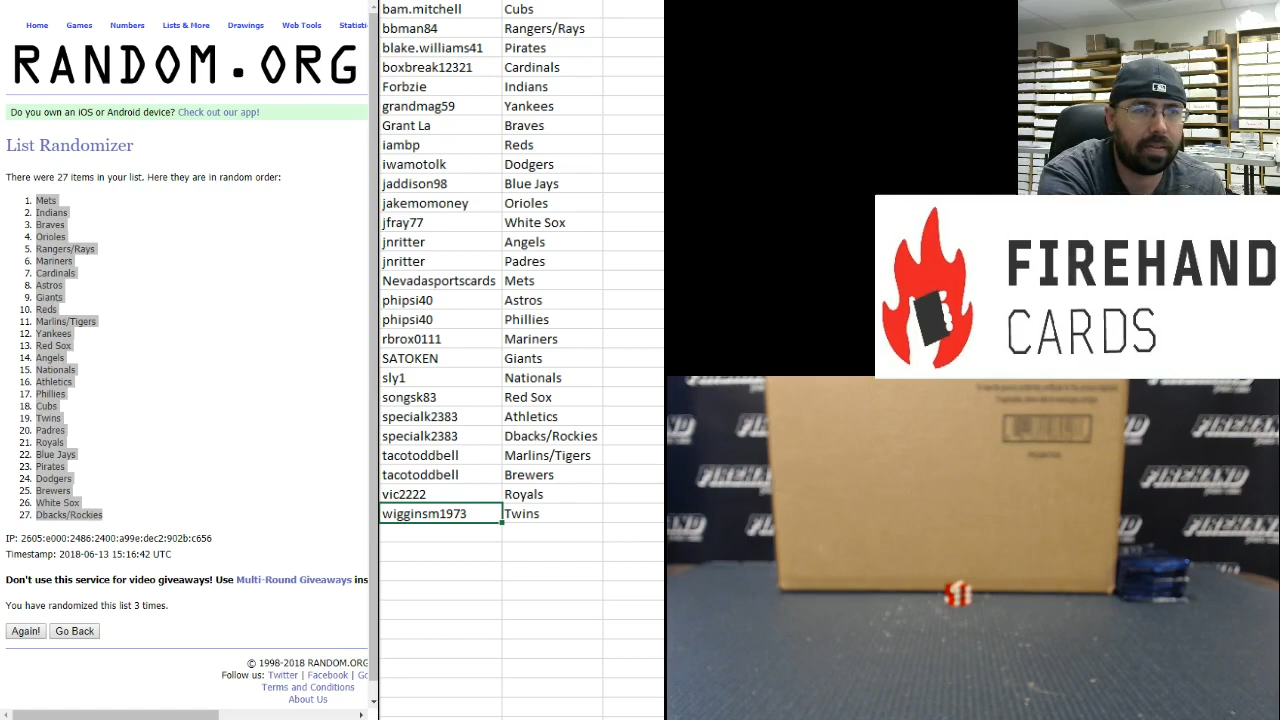 Home Games Numbers Lists & More Drawings Web Tools Statisti
RANDOM.ORG
Do you own an iOS or Android device? Check out our app!
List Randomizer
There were 27 items in your list. Here they are in random order:
1. Mets
2. Indians
3. Braves
4. Orioles
5. Rangers/Rays
6. Mariners
7. Cardinals
8. Astros
9. Giants
10. Reds
11. Marlins/Tigers
12. Yankees
13. Red Sox
14. Angels
15. Nationals
16. Athletics
17. Phillies
18. Cubs
19. Twins
20. Padres
21. Royals
22. Blue Jays
23. Pirates
24. Dodgers
25. Brewers
26. White Sox
27. Dbacks/Rockies
IP: 2605:e000:2486:2400:a99e:dec2:902b:c656
Timestamp: 2018-06-13 15:16:42 UTC
Don't use this service for video giveaways! Use Multi-Round Giveaways ins
You have randomized this list 3 times.
Again! Go Back
© 1998-2018 RANDOM.ORG
Follow us: Twitter | Facebook | Go
Terms and Conditions
About Us
bam.mitchell Cubs
bbman84 Rangers/Rays
blake.williams41 Pirates
boxbreak12321 Cardinals
Forbzie Indians
grandmag59 Yankees
Grant La Braves
iambp Reds
iwamotolk Dodgers
jaddison98 Blue Jays
jakemomoney Orioles
jfray77 White Sox
jnritter Angels
jnritter Padres
Nevadasportscards Mets
phipsi40 Astros
phipsi40 Phillies
rbrox0111 Mariners
SATOKEN Giants
sly1 Nationals
songsk83 Red Sox
specialk2383 Athletics
specialk2383 Dbacks/Rockies
tacotoddbell Marlins/Tigers
tacotoddbell Brewers
vic2222 Royals
wigginsm1973 Twins
FIREHAND
CARDS
FIREHAND
FIREHAND